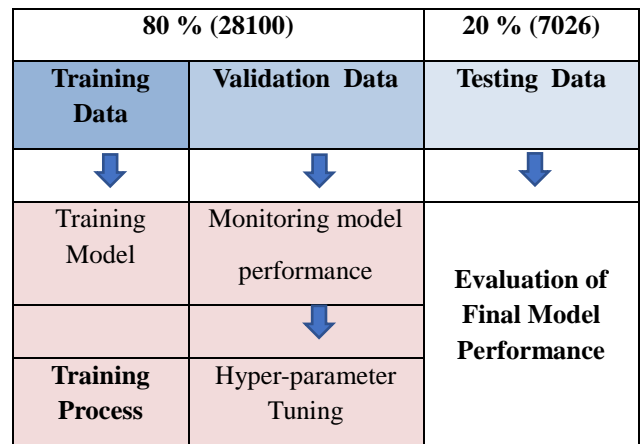 80 % (28100)
20 % (7026)
Training
Data
Validation Data
Testing Data
Training
Model
Monitoring model
performance
Evaluation of
Final Model
Performance
Training
Process
Hyper-parameter
Tuning